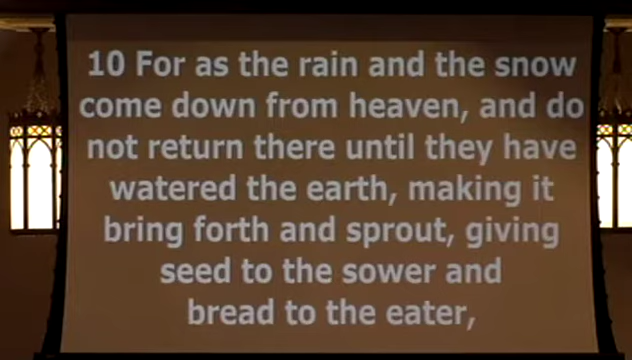 10 For as the rain and the snow
come down from heaven, and do
not return there until they have
watered the earth, making it
bring forth and sprout, giving
seed to the sower and
bread to the eater,